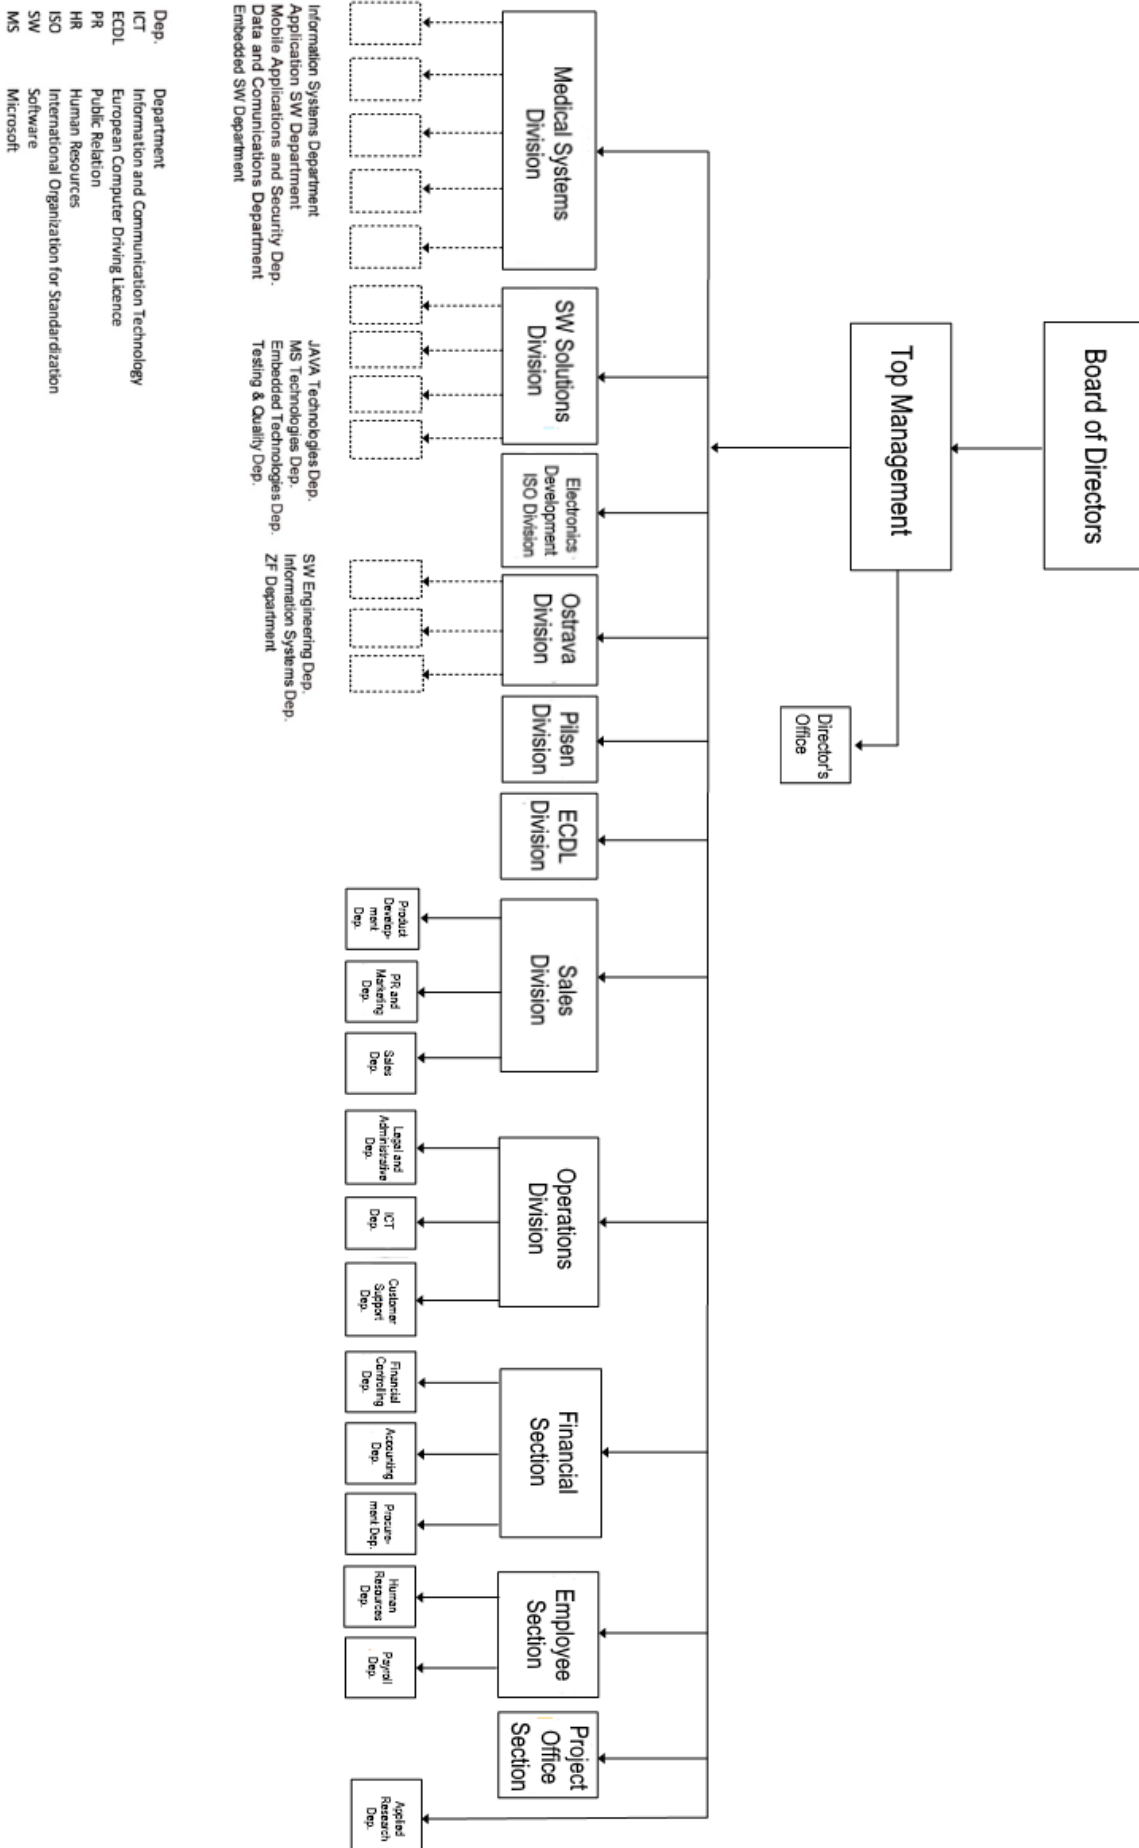 Board of Directors
Top Management
Director's
Office
Medical Systems
Division
SW Solutions
Division
Electronics
Development
ISO Division
Ostrava
Division
Pilsen
Division
ECDL
Division
Sales
Division
Operations
Division
Financial
Section
Employee
Section
Project
Office
Section
Product
Develop-
ment
Dep.
PR and
Marketing
Dep.
Sales
Dep.
Legal and
Administrative
Dep.
ICT
Dep.
Customer
Support
Dep.
Financial
Controlling
Dep.
Accounting
Dep.
Procure-
ment Dep.
Human
Resources
Dep.
Payroll
Dep.
Applied
Research
Dep.
Information Systems Department
Application SW Department
Mobile Applications and Security Dep.
Data and Comunications Department
Embedded SW Department
JAVA Technologies Dep.
MS Technologies Dep.
Embedded Technologies Dep.
Testing & Quality Dep.
SW Engineering Dep.
Information Systems Dep.
ZF Department
Dep. Department
ICT Information and Communication Technology
ECDL European Computer Driving Licence
PR Public Relation
HR Human Resources
ISO International Organization for Standardization
SW Software
MS Microsoft